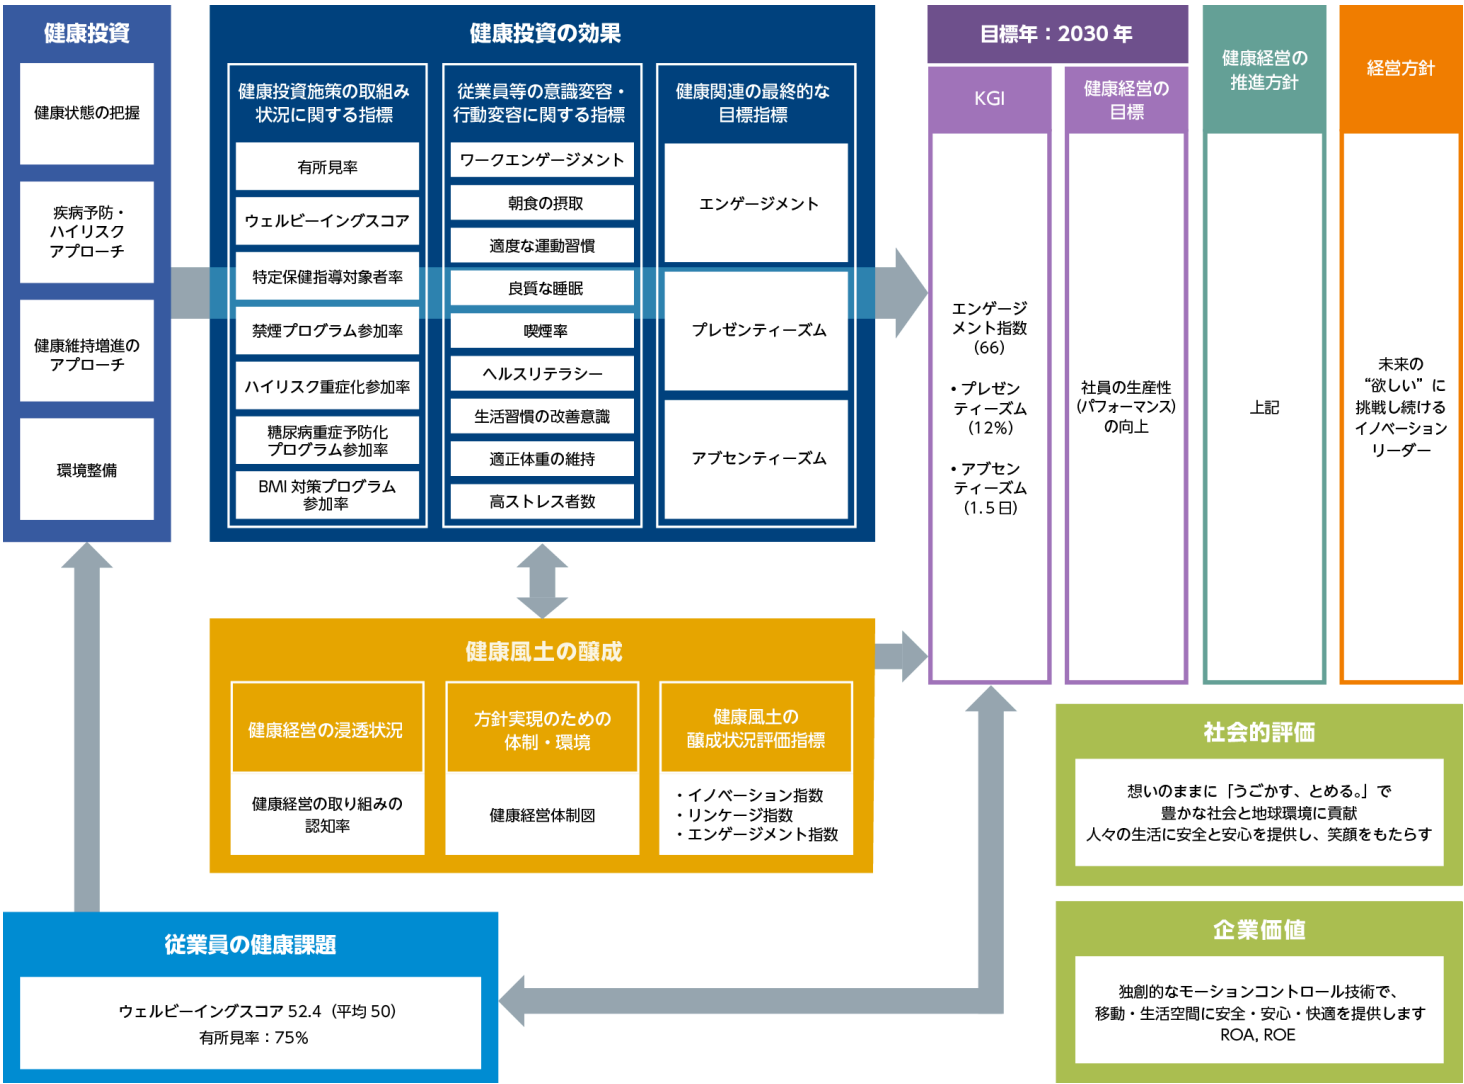 健康投資
健康状態の把握
疾病予防・
ハイリスク
アプローチ
健康維持増進の
アプローチ
環境整備
健康投資の効果
健康投資施策の取組み
状況に関する指標
有所見率
ウェルビーイングスコア
特定保健指導対象者率
禁煙プログラム参加率
ハイリスク重症化参加率
糖尿病重症予防化
プログラム参加率
BMI 対策プログラム
参加率
従業員等の意識変容・
行動変容に関する指標
ワークエンゲージメント
朝食の摂取
適度な運動習慣
良質な睡眠
喫煙率
ヘルスリテラシー
生活習慣の改善意識
適正体重の維持
高ストレス者数
健康関連の最終的な
目標指標
エンゲージメント
プレゼンティーズム
アブセンティーズム
目標年：2030 年
KGI
エンゲージ
メント指数
(66)
・プレゼン
ティーズム
(12%)
・アブセン
ティーズム
(1.5日)
健康経営の
目標
社員の生産性
(パフォーマンス)
の向上
健康経営の
推進方針
上記
経営方針
未来の
“欲しい” に
挑戦し続ける
イノベーション
リーダー
健康風土の醸成
健康経営の浸透状況
健康経営の取り組みの
認知率
方針実現のための
体制・環境
健康経営体制図
健康風土の
醸成状況評価指標
・イノベーション指数
・リンケージ指数
・エンゲージメント指数
社会的評価
想いのままに「うごかす、とめる。」で
豊かな社会と地球環境に貢献
人々の生活に安全と安心を提供し、笑顔をもたらす
従業員の健康課題
ウェルビーイングスコア 52.4（平均 50）
有所見率：75%
企業価値
独創的なモーションコントロール技術で、
移動・生活空間に安全・安心・快適を提供します
ROA, ROE